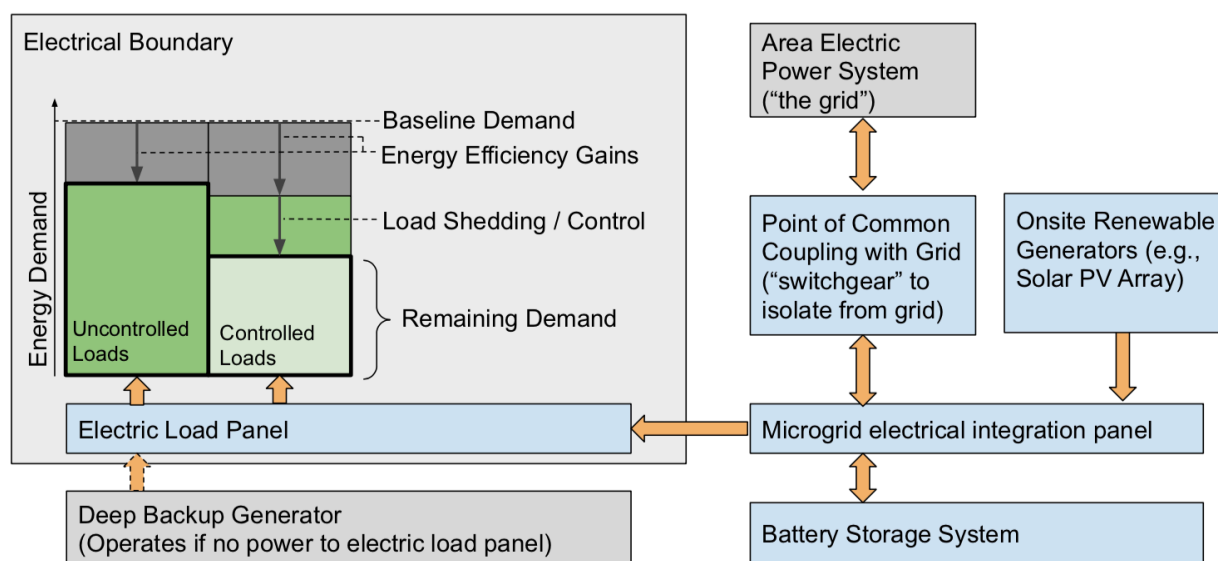 Electrical Boundary
Baseline Demand
Energy Efficiency Gains
Load Shedding / Control
Remaining Demand
Energy Demand
Uncontrolled
Loads
Controlled
Loads
Electric Load Panel
Deep Backup Generator
(Operates if no power to electric load panel)
Area Electric
Power System
(“the grid”)
Point of Common
Coupling with Grid
(“switchgear” to
isolate from grid)
Onsite Renewable
Generators (e.g.,
Solar PV Array)
Microgrid electrical integration panel
Battery Storage System